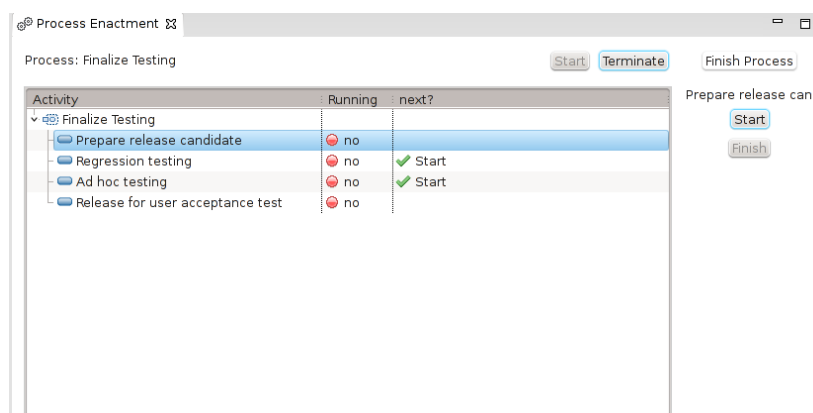 Process Enactment
Process: Finalize Testing
Start Terminate Finish Process
Activity Running next?
Prepare release can
Finalize Testing
Start
Prepare release candidate no
Finish
Regression testing no Start
Ad hoc testing no Start
Release for user acceptance test no